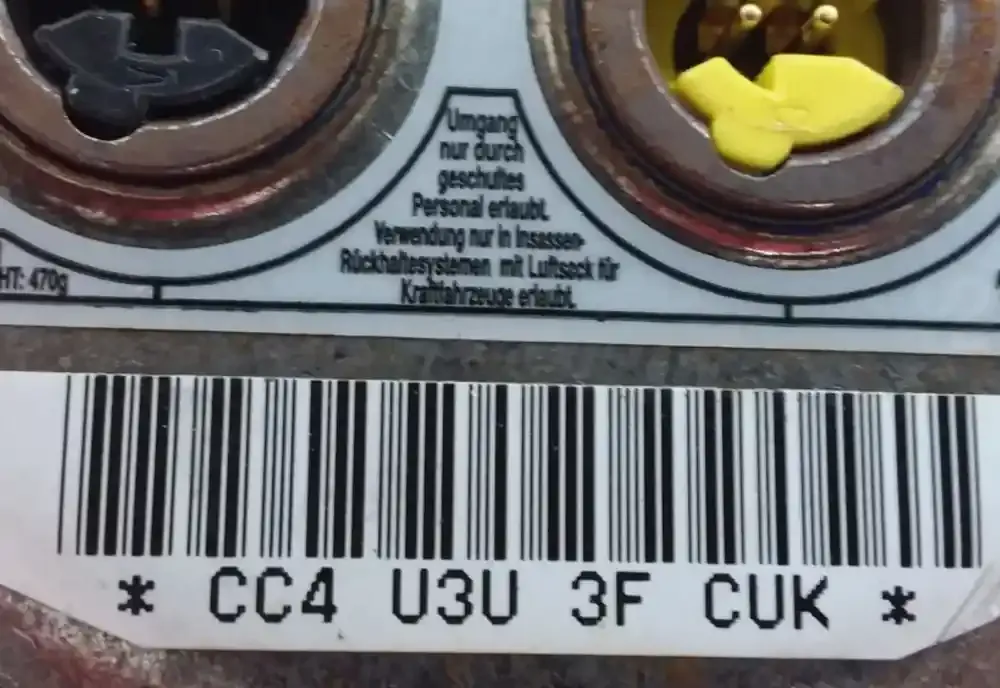 Umgang
nur durch
geschultes
Personal erlaubt.
Verwendung nur in Insassen-
Rückhaltesystemen mit Luftsack für
Kraftfahrzeuge erlaubt.
HT: 470g
* CC4 U3U 3F CUK *